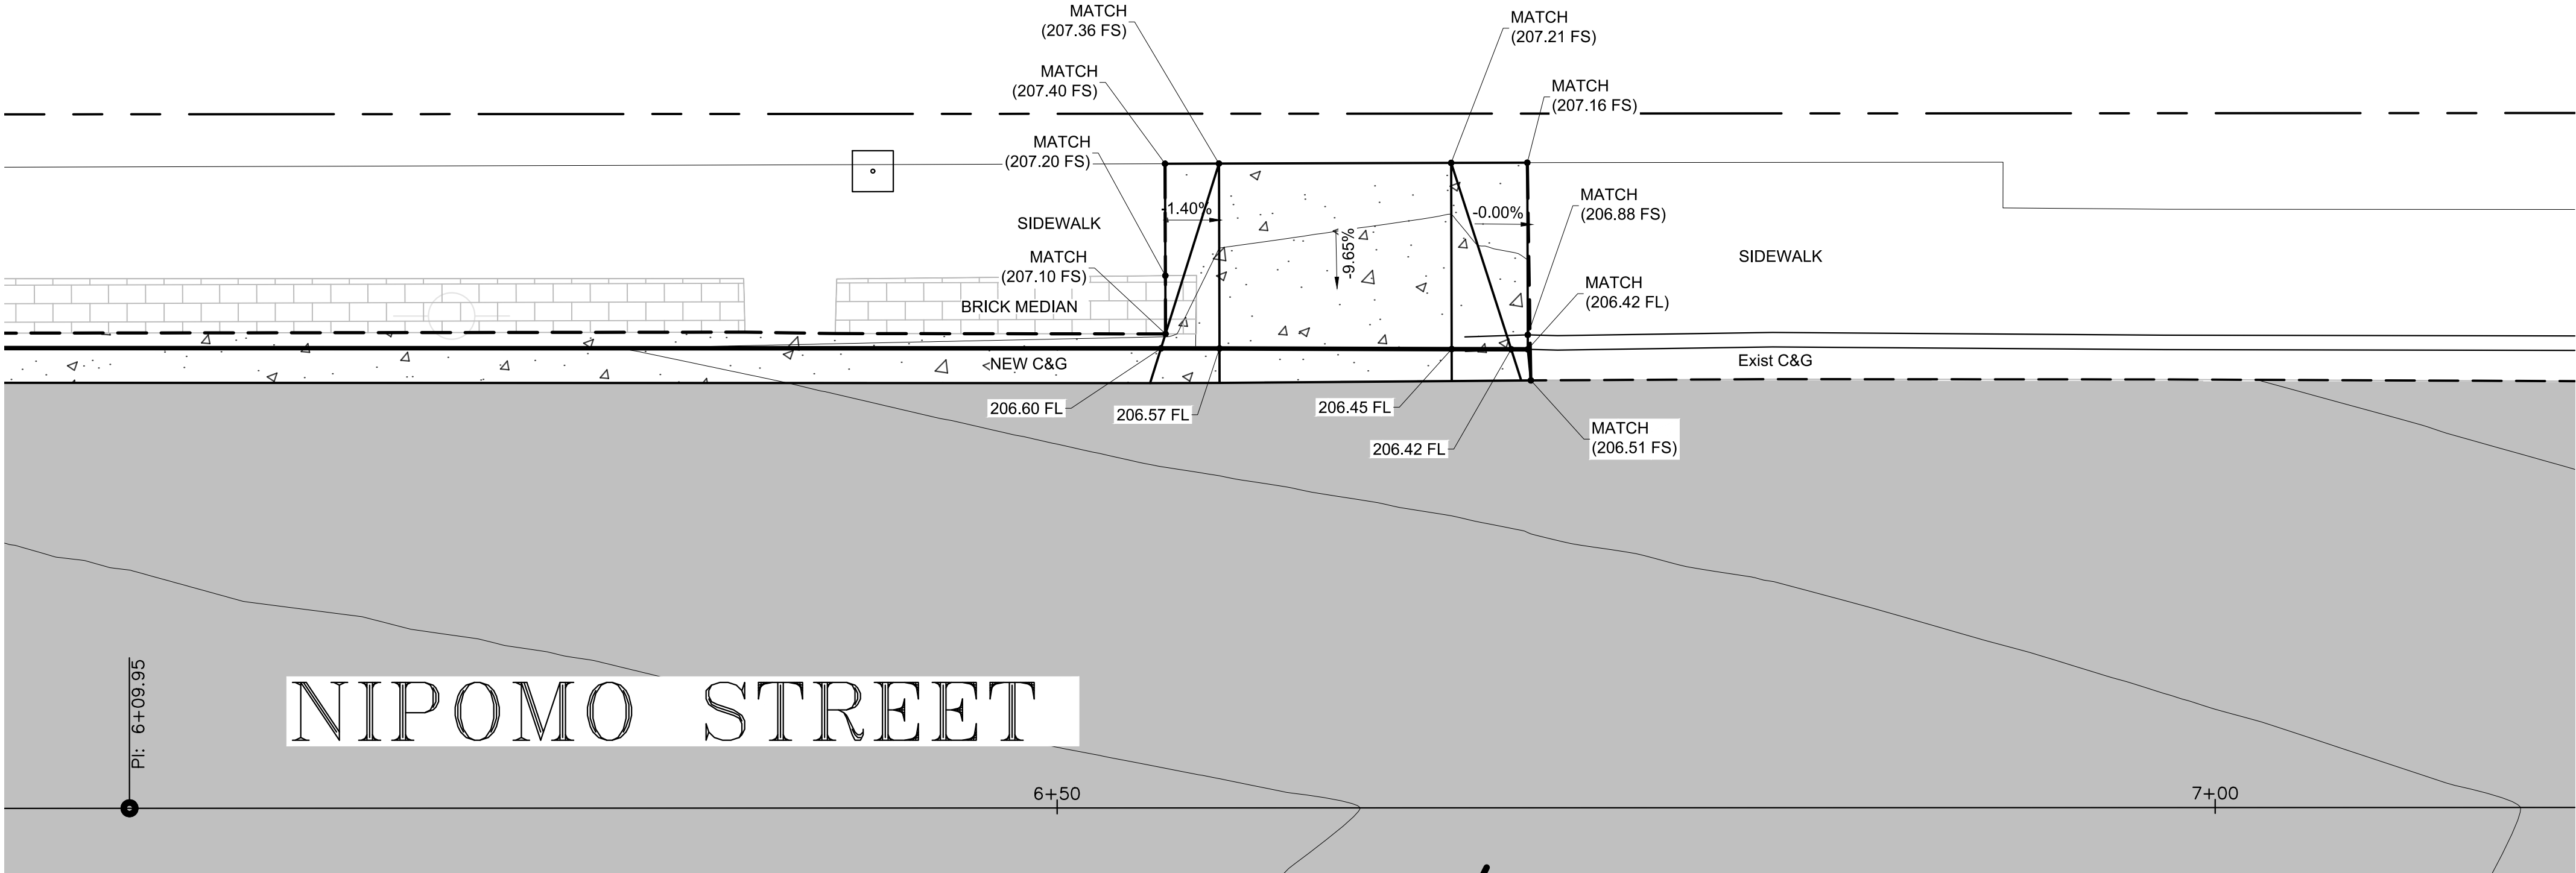 MATCH
(207.36 FS)
MATCH
(207.21 FS)
MATCH
(207.40 FS)
MATCH
(207.16 FS)
MATCH
(207.20 FS)
MATCH
(206.88 FS)
-1.40%
-0.00%
SIDEWALK
-9.65%
SIDEWALK
MATCH
(207.10 FS)
MATCH
(206.42 FL)
BRICK MEDIAN
NEW C&G
Exist C&G
206.60 FL
206.57 FL
206.45 FL
206.42 FL
MATCH
(206.51 FS)
PI: 6+09.95
NIPOMO STREET
6+50
7+00